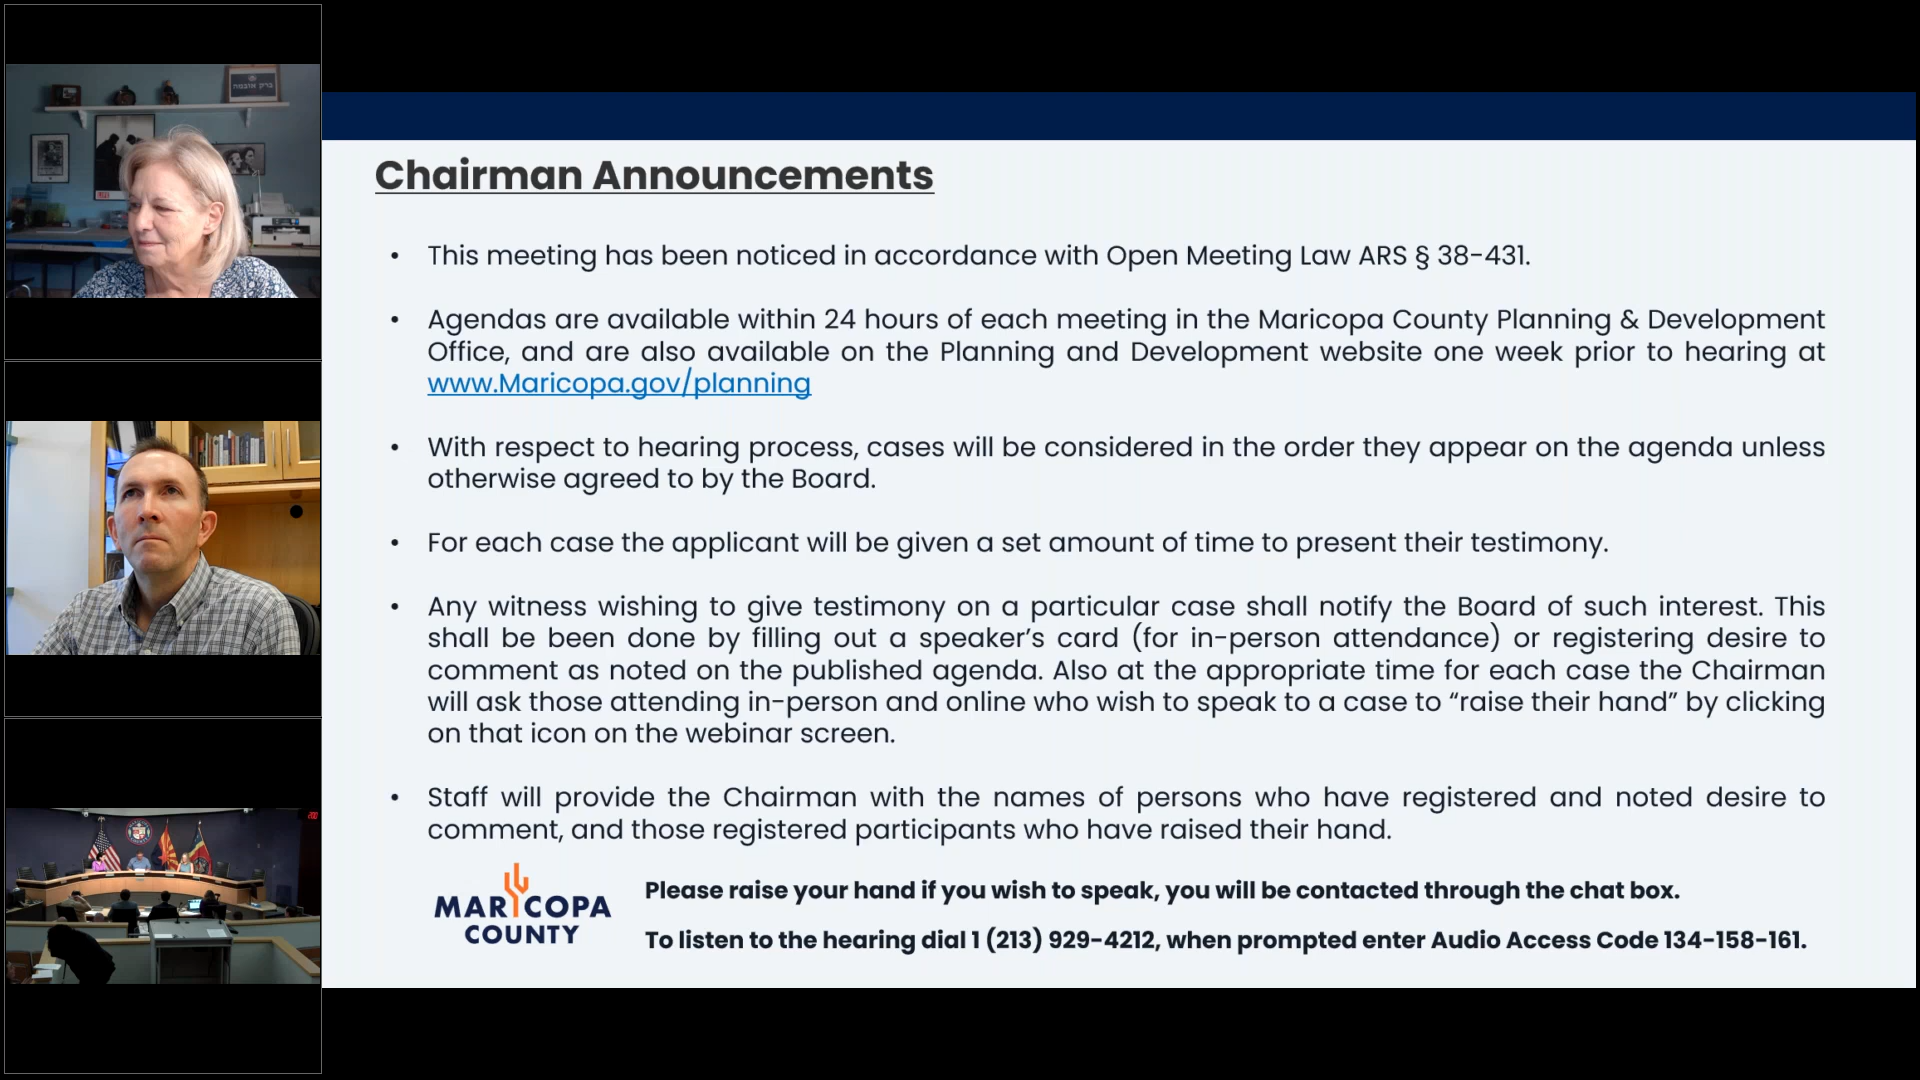 ברק אובמה
LIFE
Chairman Announcements
• This meeting has been noticed in accordance with Open Meeting Law ARS § 38-431.
• Agendas are available within 24 hours of each meeting in the Maricopa County Planning & Development
Office, and are also available on the Planning and Development website one week prior to hearing at
www.Maricopa.gov/planning
• With respect to hearing process, cases will be considered in the order they appear on the agenda unless
otherwise agreed to by the Board.
• For each case the applicant will be given a set amount of time to present their testimony.
• Any witness wishing to give testimony on a particular case shall notify the Board of such interest. This
shall be been done by filling out a speaker’s card (for in-person attendance) or registering desire to
comment as noted on the published agenda. Also at the appropriate time for each case the Chairman
will ask those attending in-person and online who wish to speak to a case to “raise their hand” by clicking
on that icon on the webinar screen.
• Staff will provide the Chairman with the names of persons who have registered and noted desire to
comment, and those registered participants who have raised their hand.
MARICOPA
COUNTY
Please raise your hand if you wish to speak, you will be contacted through the chat box.
To listen to the hearing dial 1 (213) 929-4212, when prompted enter Audio Access Code 134-158-161.